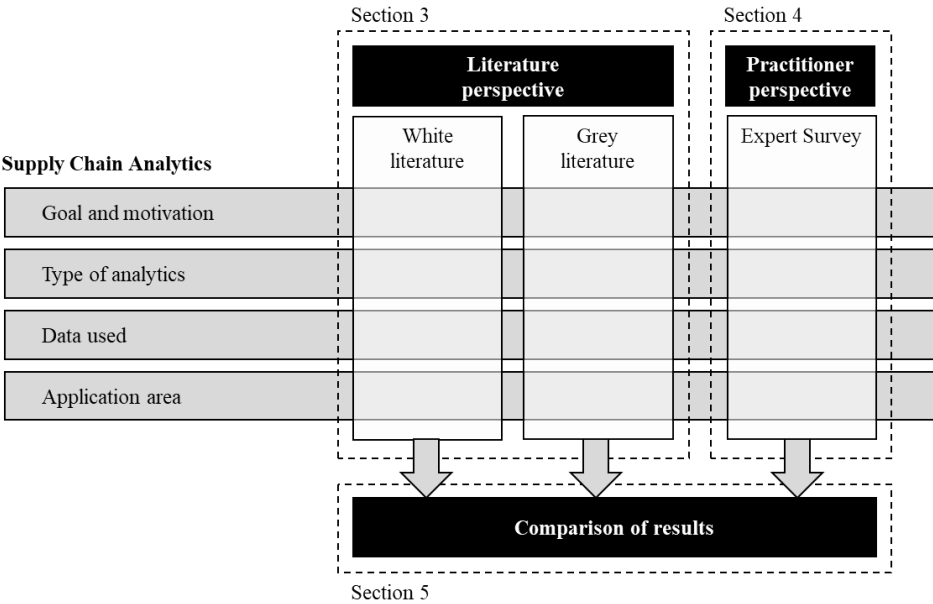 Section 3
Section 4
Literature
perspective
Practitioner
perspective
White
literature
Grey
literature
Expert Survey
Supply Chain Analytics
Goal and motivation
Type of analytics
Data used
Application area
Comparison of results
Section 5